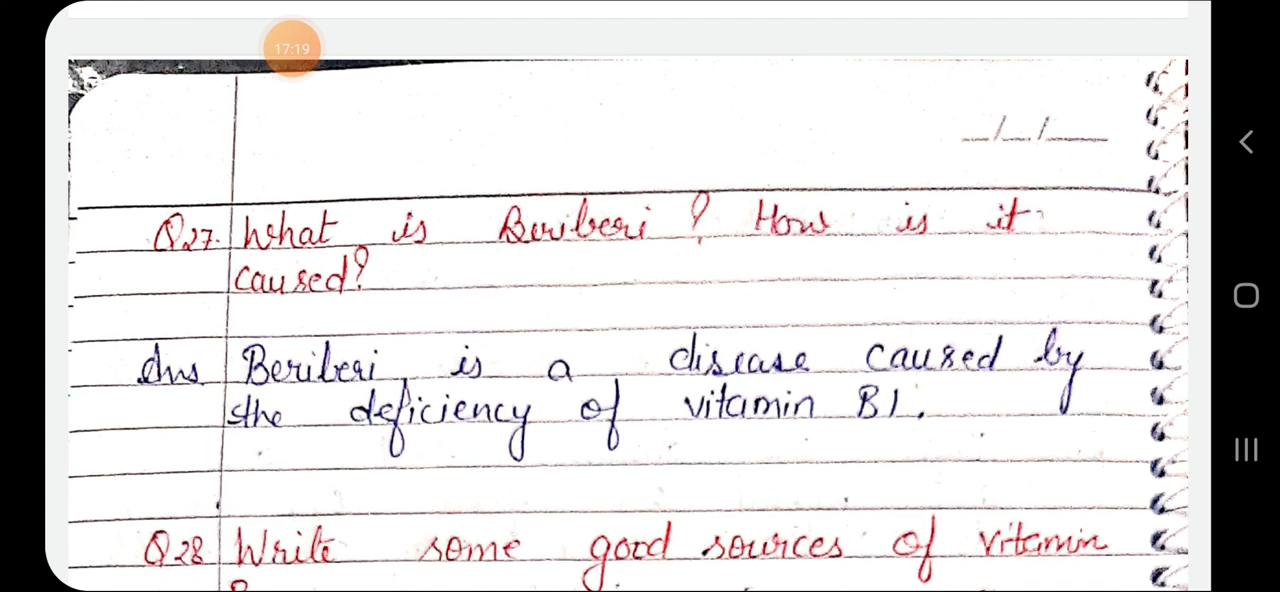 17:19
_/_/__
Q27. What is Beriberi? How is it
caused?
Ans Beriberi, is a disease caused by
the deficiency of vitamin B1.
Q28 Write some good sources of vitamin